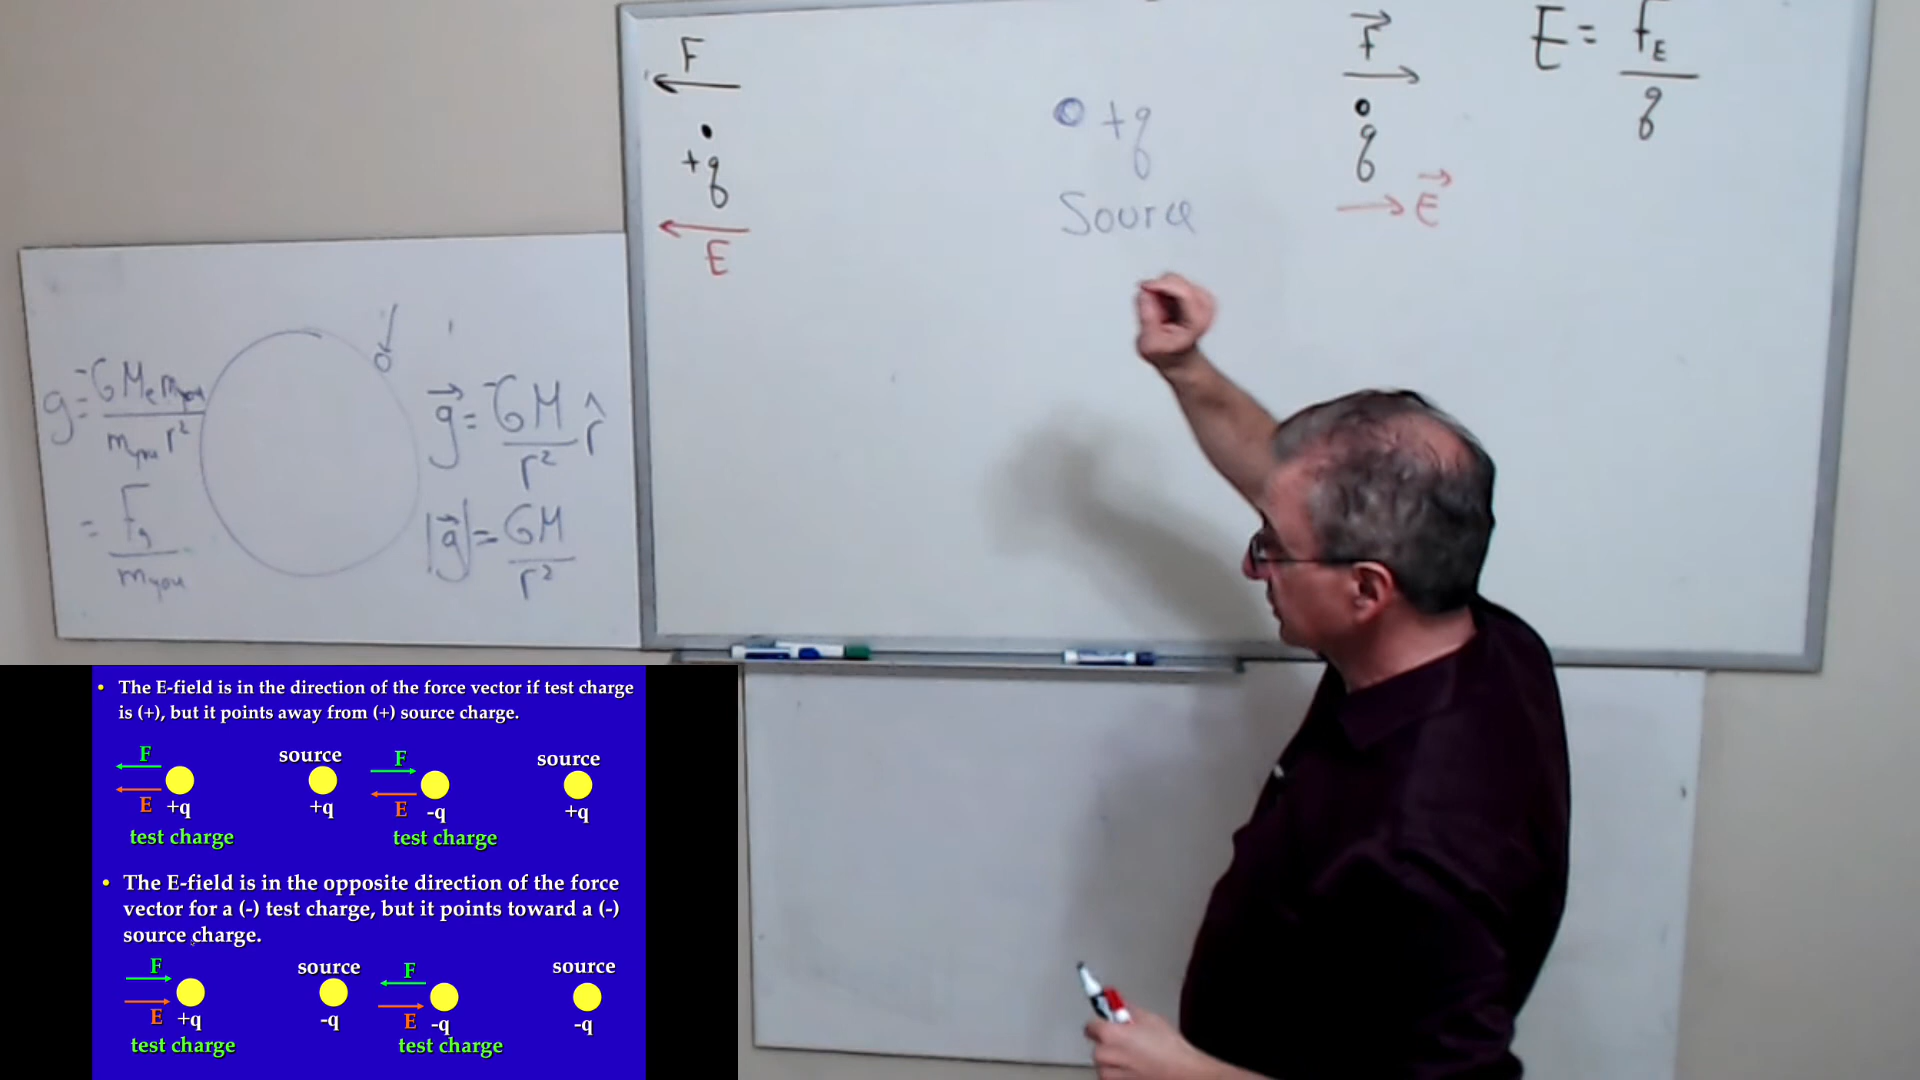 F
+q
E
+q
Source
F
q
E
E = F_E / q
g = -G M_e m_you / m_you r²
= F_g / m_you
g = -G M / r² r̂
|g| = G M / r²
• The E-field is in the direction of the force vector if test charge
is (+), but it points away from (+) source charge.
F source F source
E +q +q E -q +q
test charge test charge
• The E-field is in the opposite direction of the force
vector for a (-) test charge, but it points toward a (-)
source charge.
F source F source
E +q -q E -q -q
test charge test charge